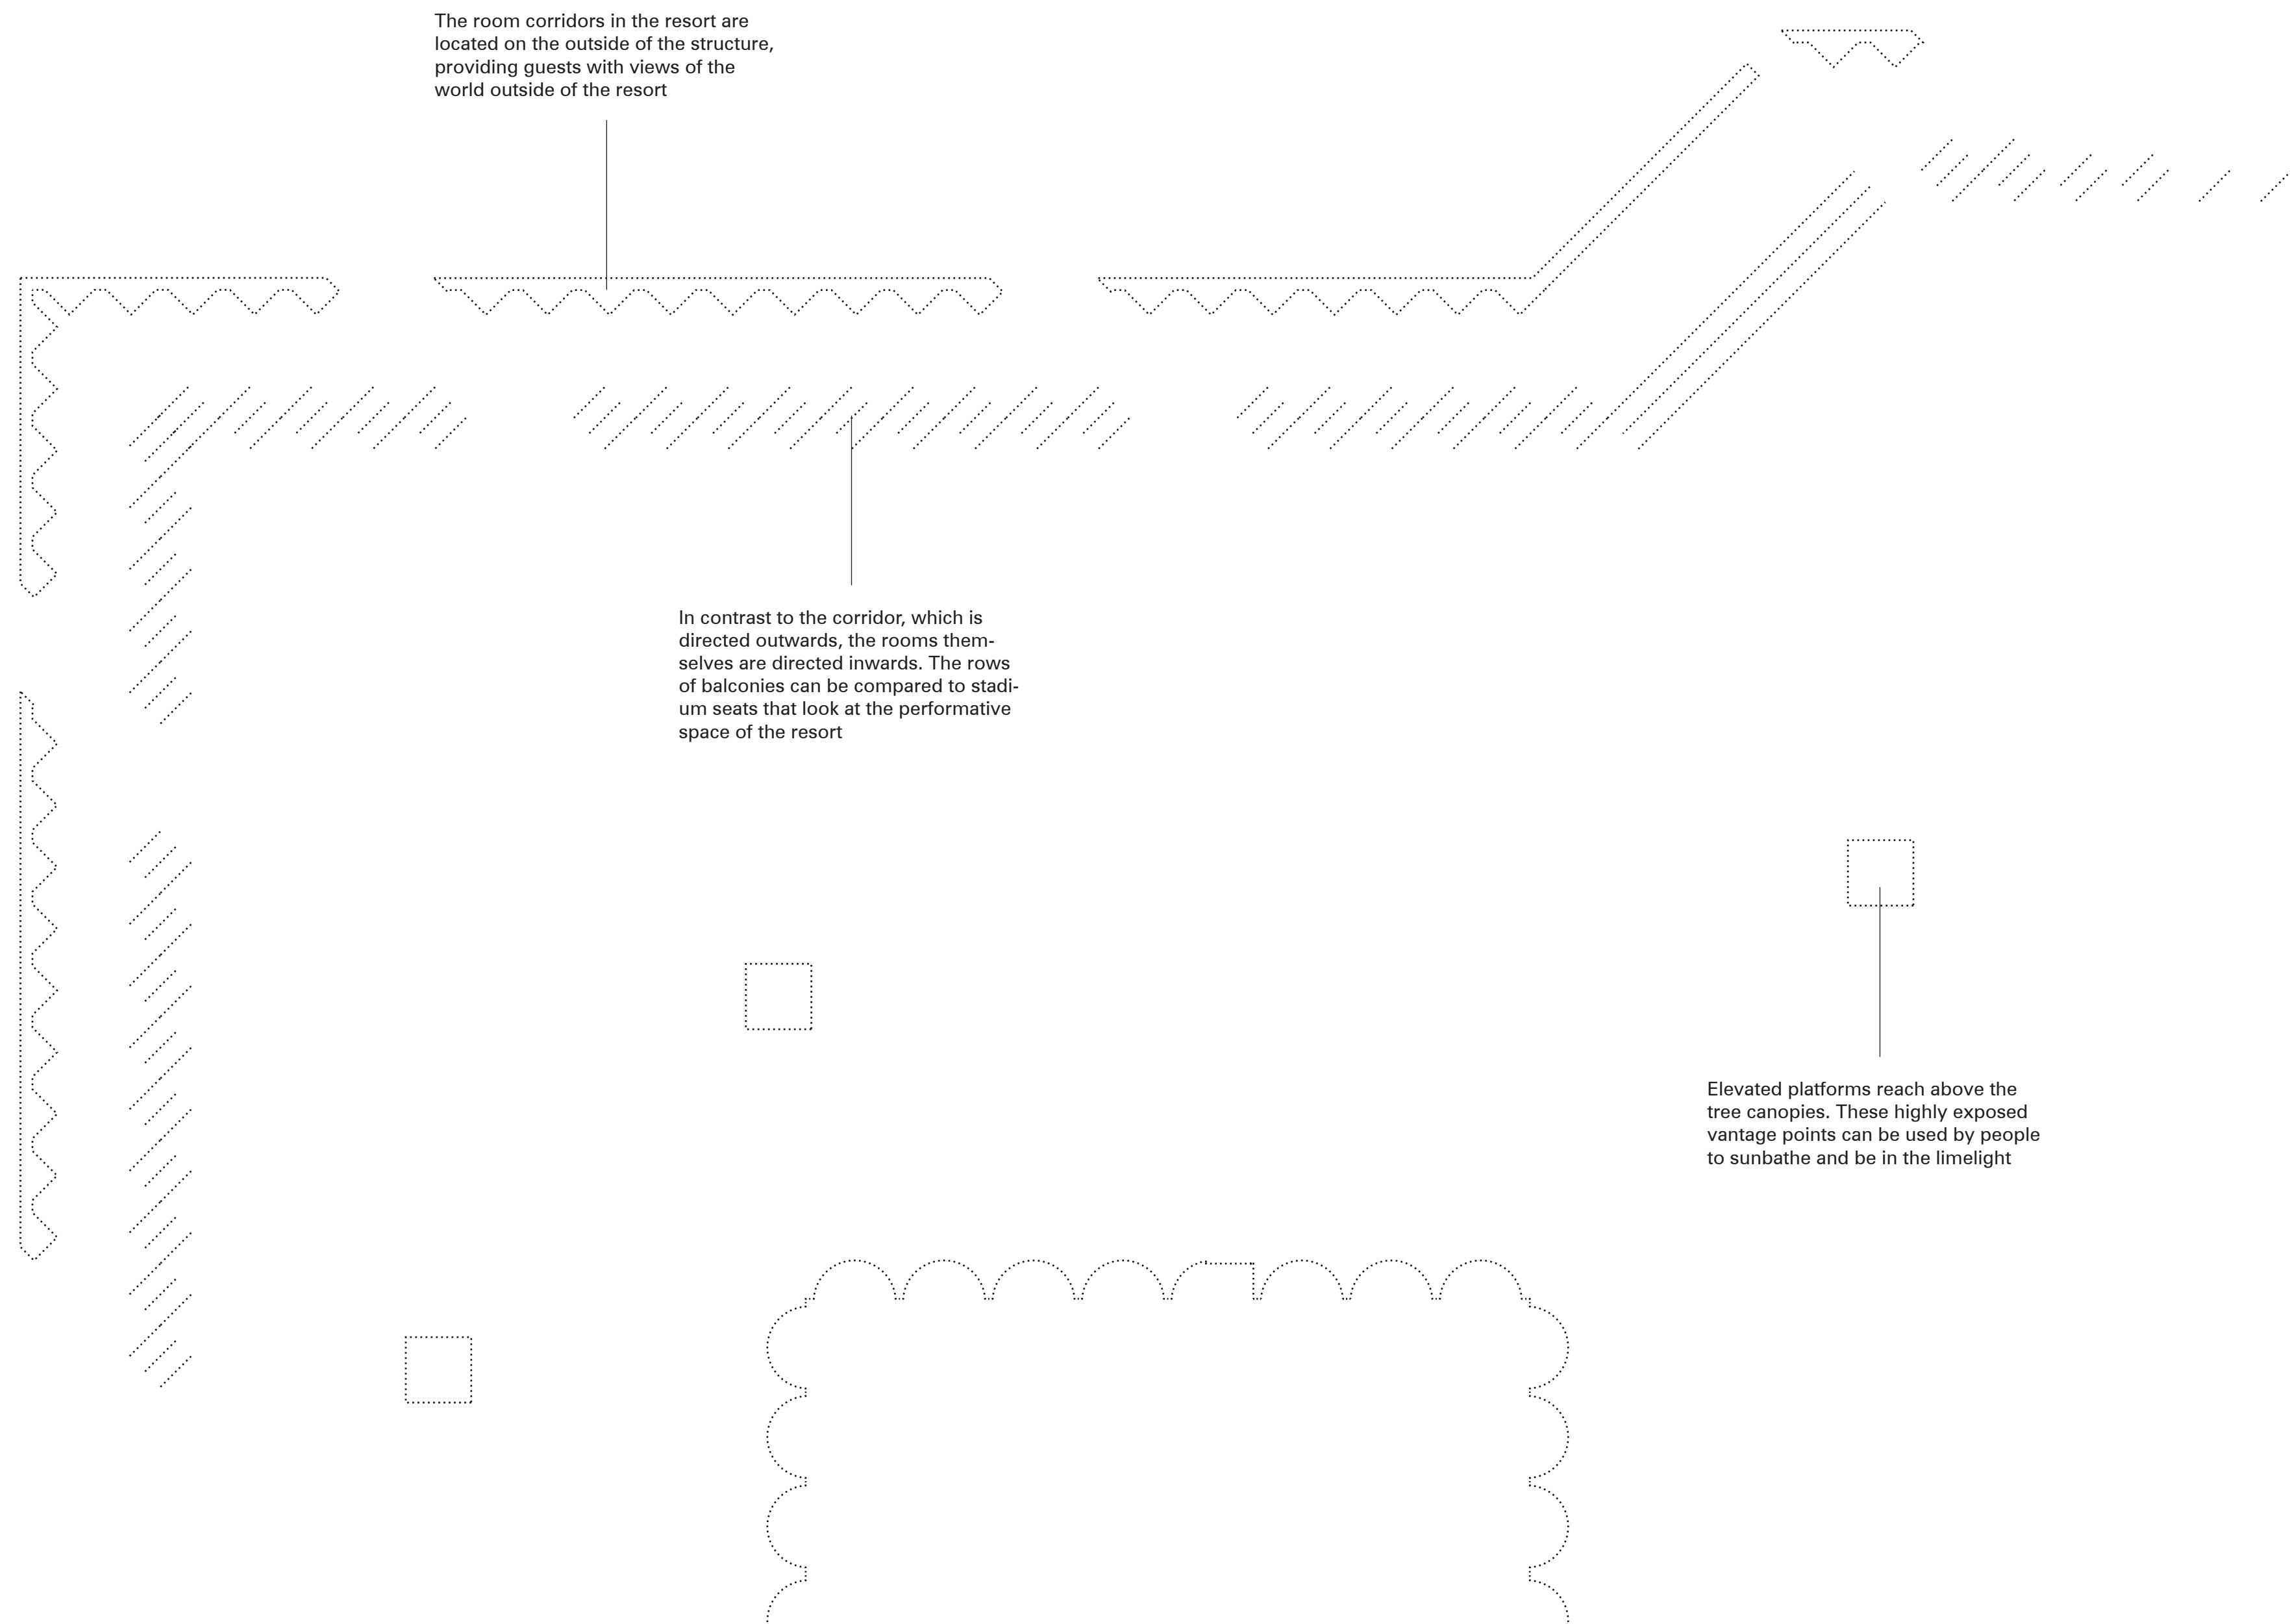 The room corridors in the resort are
located on the outside of the structure,
providing guests with views of the
world outside of the resort
In contrast to the corridor, which is
directed outwards, the rooms them-
selves are directed inwards. The rows
of balconies can be compared to stadi-
um seats that look at the performative
space of the resort
Elevated platforms reach above the
tree canopies. These highly exposed
vantage points can be used by people
to sunbathe and be in the limelight